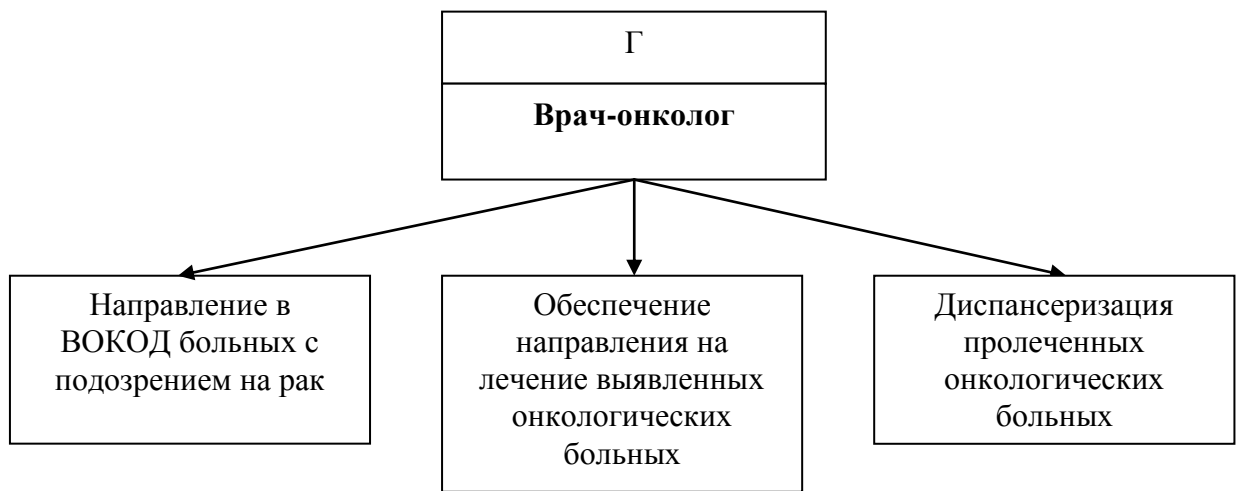 Г
Врач-онколог
Направление в
ВОКОД больных с
подозрением на рак
Обеспечение
направления на
лечение выявленных
онкологических
больных
Диспансеризация
пролеченных
онкологических
больных